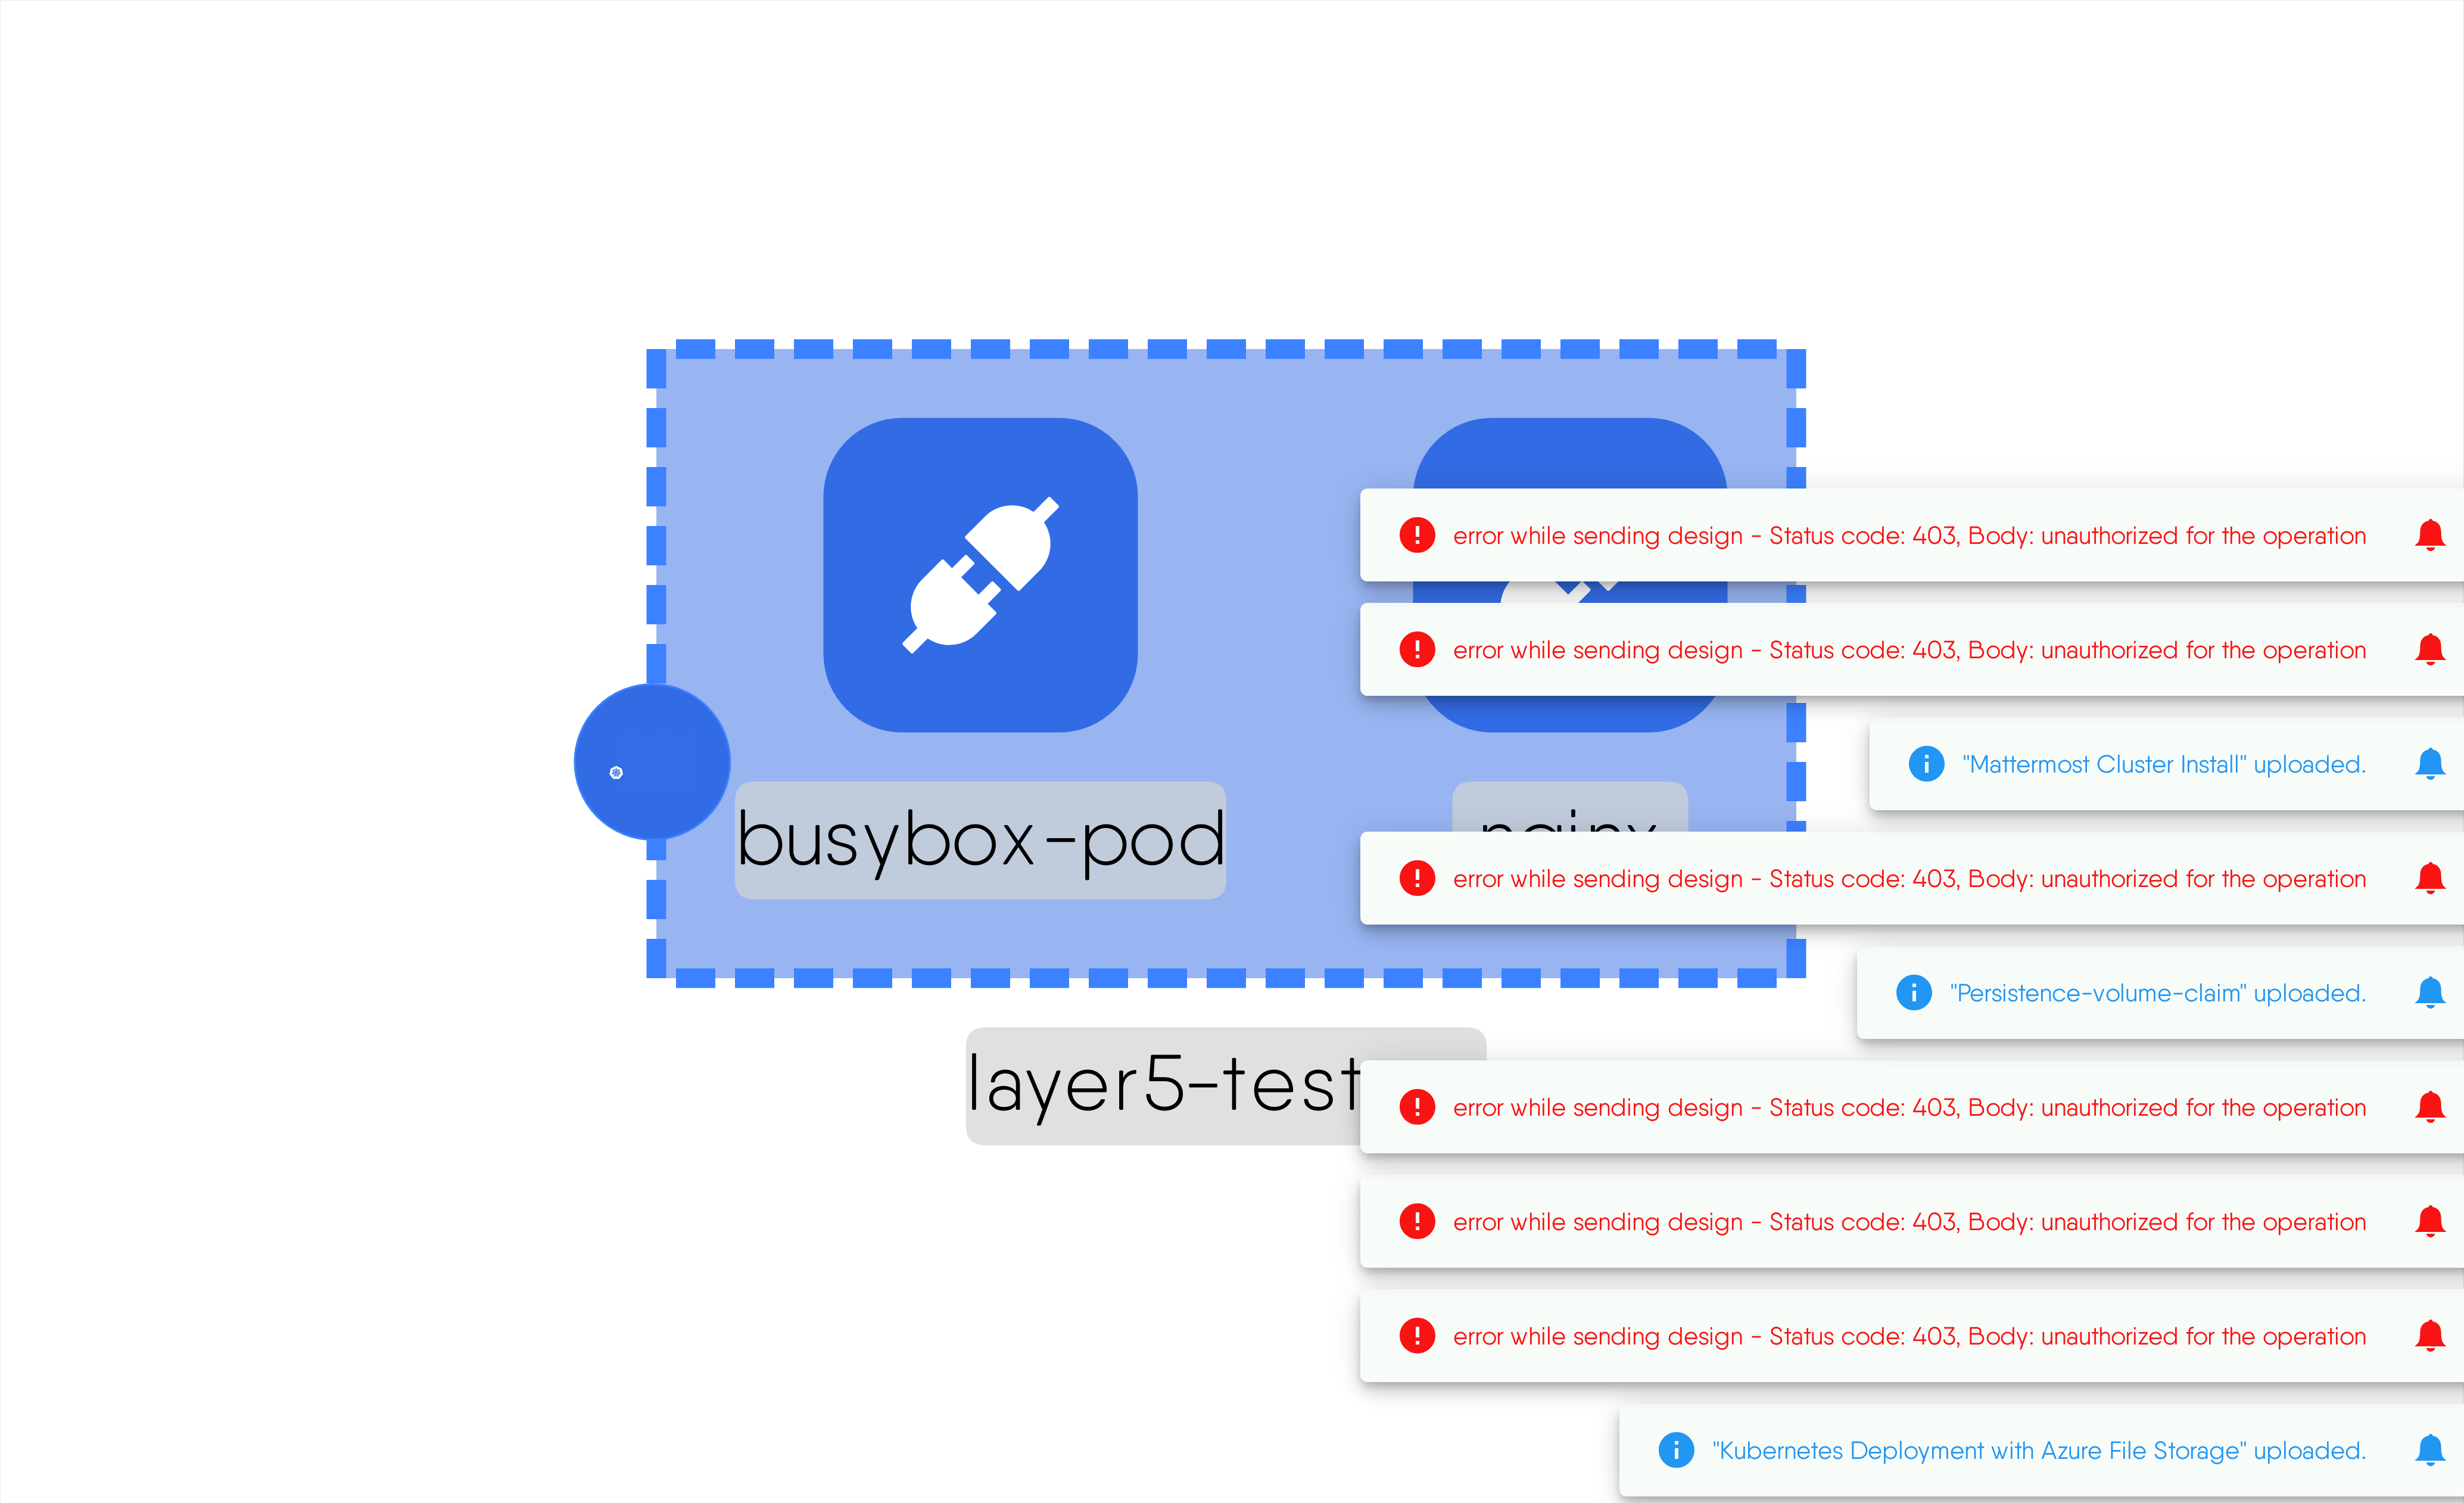 error while sending design - Status code: 403, Body: unauthorized for the operation
error while sending design - Status code: 403, Body: unauthorized for the operation
"Mattermost Cluster Install" uploaded.
busybox-pod
nginx
error while sending design - Status code: 403, Body: unauthorized for the operation
"Persistence-volume-claim" uploaded.
layer5-test
error while sending design - Status code: 403, Body: unauthorized for the operation
error while sending design - Status code: 403, Body: unauthorized for the operation
error while sending design - Status code: 403, Body: unauthorized for the operation
"Kubernetes Deployment with Azure File Storage" uploaded.